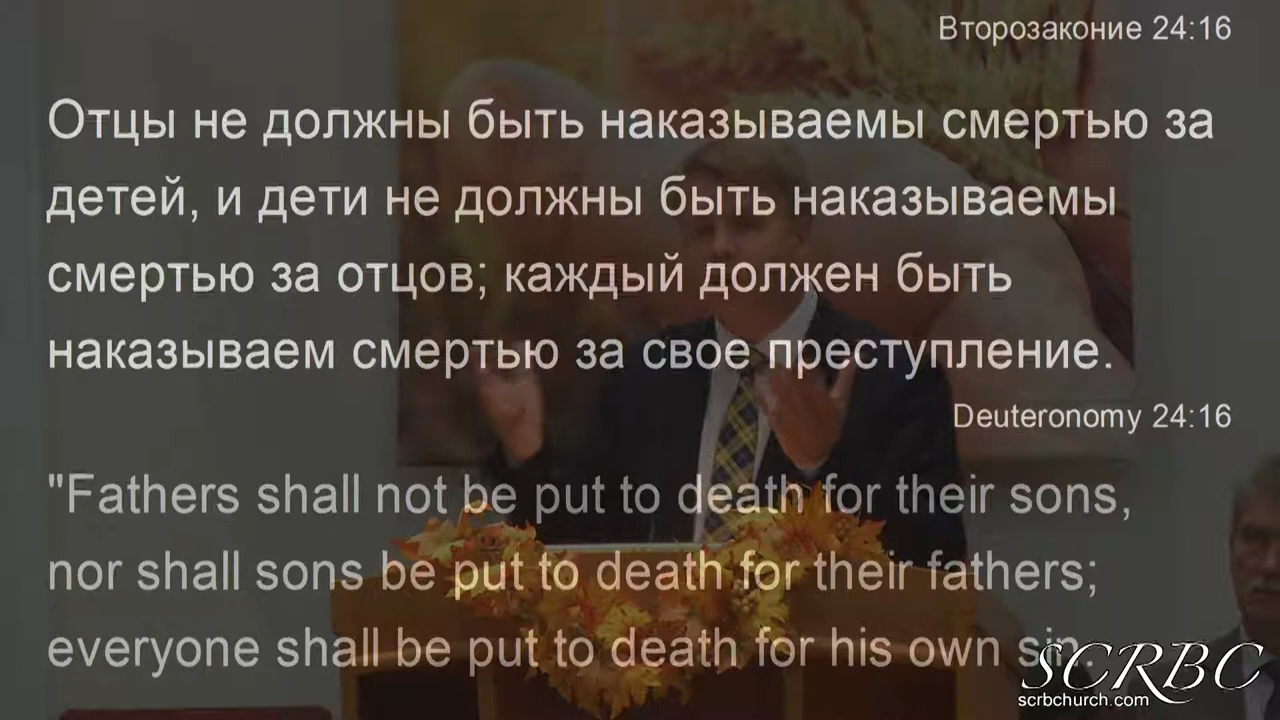 Второзаконие 24:16
Отцы не должны быть наказываемы смертью за
детей, и дети не должны быть наказываемы
смертью за отцов; каждый должен быть
наказываем смертью за свое преступление.
Deuteronomy 24:16
"Fathers shall not be put to death for their sons,
nor shall sons be put to death for their fathers;
everyone shall be put to death for his own sin.
SCRBC
scrbchurch.com